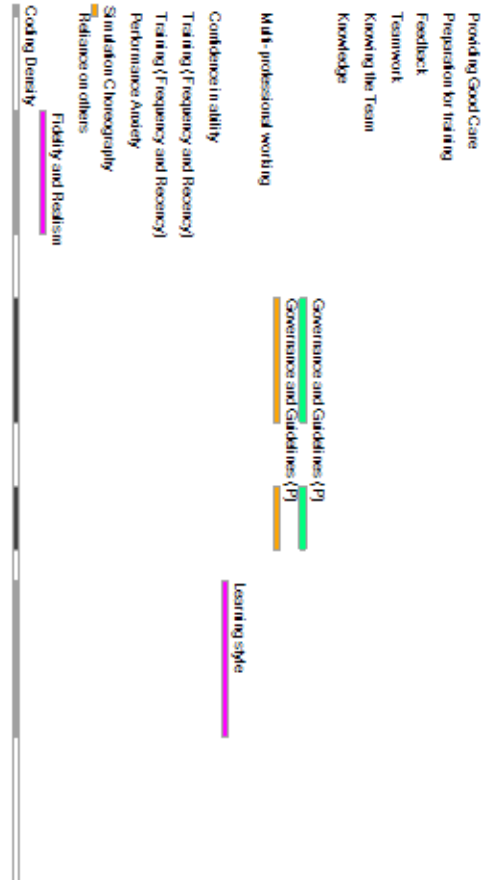 Providing Good Care
Preparation for training
Feedback
Teamwork
Knowing the Team
Knowledge
Governance and Guidelines (P)
Governance and Guidelines (P)
Multi- professional working
Learning style
Confidence in ability
Training (Frequency and Recency)
Training (Frequency and Recency)
Performance Anxiety
Simulation Choreography
Reliance on others
Fidelity and Realism
Coding Density